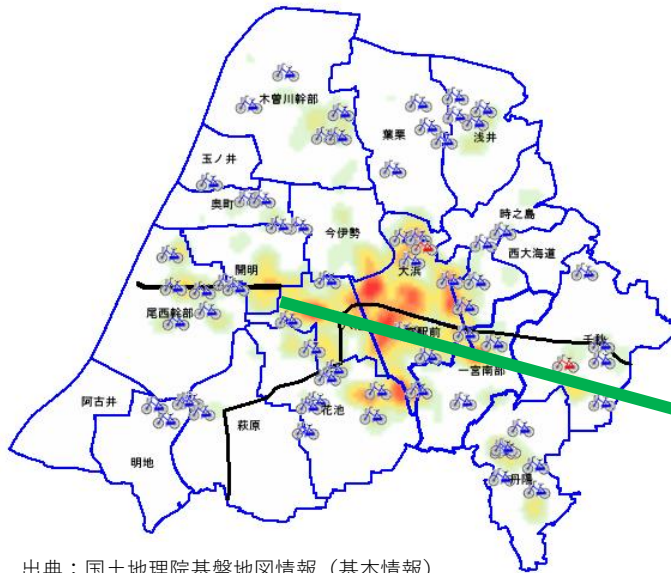 木曽川幹部
葉栗
浅井
玉ノ井
奥町
時之島
今伊勢
西大海道
大浜
開明
尾西幹部
駅前
千秋
一宮南部
阿古井
萩原
花池
明地
丹陽
出典：国土地理院基盤地図情報（基本情報）